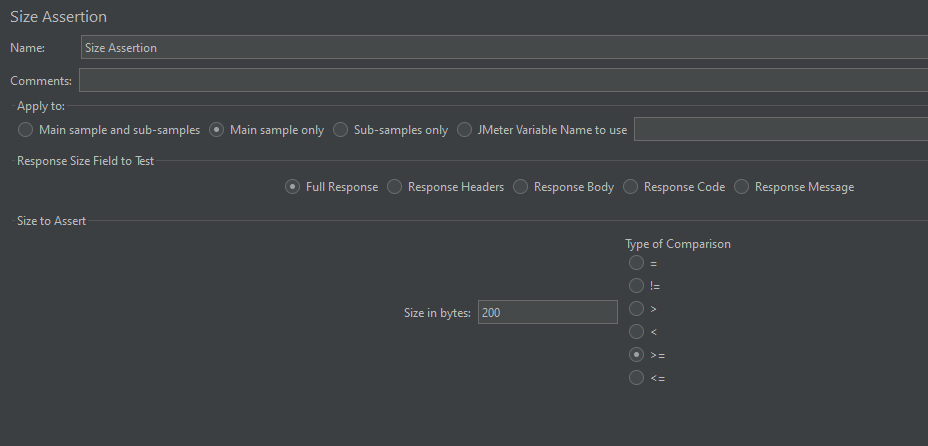 Size Assertion
Name: Size Assertion
Comments:
Apply to:
Main sample and sub-samples Main sample only Sub-samples only JMeter Variable Name to use
Response Size Field to Test
Full Response Response Headers Response Body Response Code Response Message
Size to Assert
Type of Comparison
=
!=
>
Size in bytes: 200
<
>=
<=